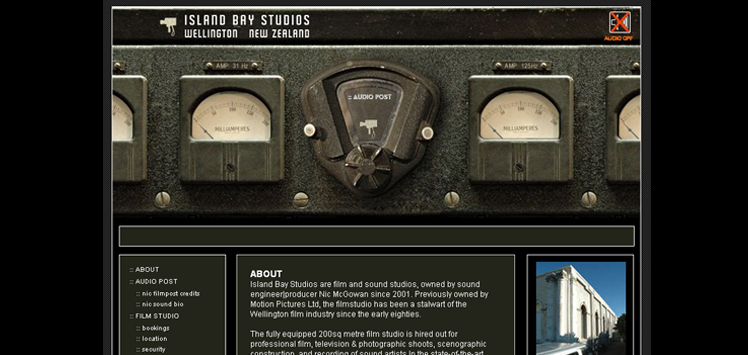 ISLAND BAY STUDIOS
WELLINGTON NEW ZEALAND
AUDIO OFF
AMP. 31 Hz
AMP. 125Hz
:: AUDIO POST
MILLIAMPERES
MILLIAMPERES
:: ABOUT
:: AUDIO POST
:: nic filmpost credits
:: nic sound bio
:: FILM STUDIO
:: bookings
:: location
:: security
ABOUT
Island Bay Studios are film and sound studios, owned by sound
engineer|producer Nic McGowan since 2001. Previously owned by
Motion Pictures Ltd, the filmstudio has been a stalwart of the
Wellington film industry since the early eighties.
The fully equipped 200sq metre film studio is hired out for
professional film, television & photographic shoots, scenographic
construction, and recording of sound artists. In the state-of-the-art